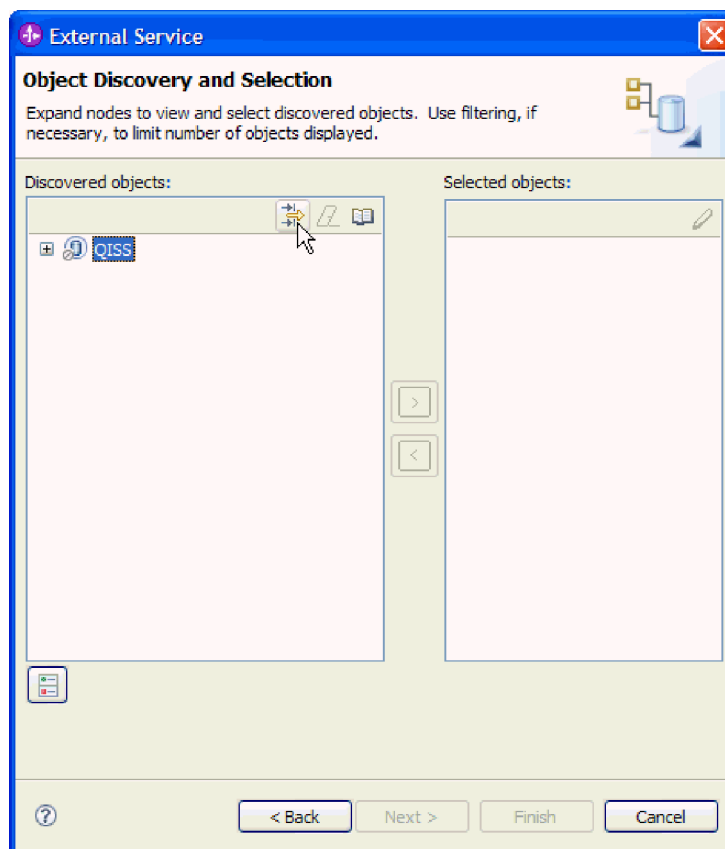 External Service
Object Discovery and Selection
Expand nodes to view and select discovered objects. Use filtering, if
necessary, to limit number of objects displayed.
Discovered objects:
Selected objects:
QISS
>
<
?
< Back
Next >
Finish
Cancel